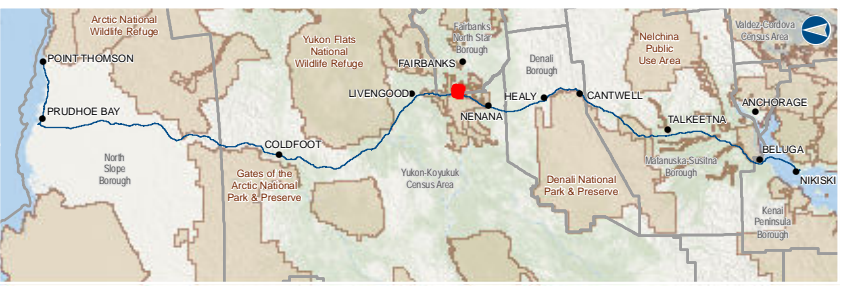 Arctic National
Wildlife Refuge
POINT THOMSON
PRUDHOE BAY
North
Slope
Borough
COLDFOOT
Gates of the
Arctic National
Park & Preserve
Yukon Flats
National
Wildlife Refuge
LIVENGOOD
Fairbanks
North Star
Borough
FAIRBANKS
NENANA
Yukon-Koyukuk
Census Area
Denali
Borough
HEALY
CANTWELL
Denali National
Park & Preserve
Nelchina
Public
Use Area
TALKEETNA
Matanuska-Susitna
Borough
Valdez-Cordova
Census Area
ANCHORAGE
BELUGA
NIKISKI
Kenai
Peninsula
Borough